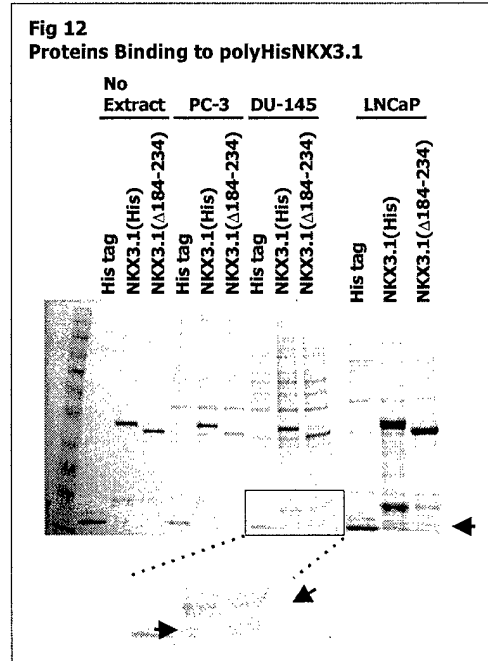 Fig 12
Proteins Binding to polyHisNKX3.1
No
Extract PC-3 DU-145 LNCaP
His tag
NKX3.1(His)
NKX3.1(Δ184-234)
His tag
NKX3.1(His)
NKX3.1(Δ184-234)
His tag
NKX3.1(His)
NKX3.1(Δ184-234)
His tag
NKX3.1(His)
NKX3.1(Δ184-234)